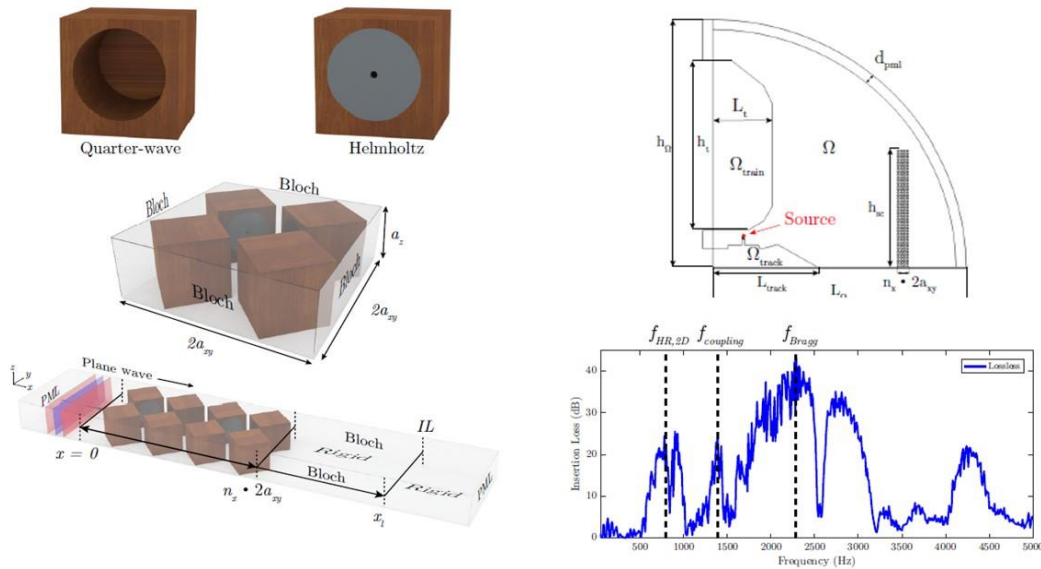 Quarter-wave
Helmholtz
Bloch
Bloch
a_z
Bloch
Bloch
2a_xy
2a_xy
z y x
PML
Plane wave
x = 0
n_x • 2a_xy
Bloch
Rigid
Bloch
IL
Rigid
PML
x_l
d_pml
L_t
h_Ω
h_t
Ω
Ω_train
h_sc
Source
Ω_track
L_track
L_Ω
n_x • 2a_xy
f_HR,2D f_coupling f_Bragg
Lossless
Insertion Loss (dB)
40
30
20
10
0
500 1000 1500 2000 2500 3000 3500 4000 4500 5000
Frequency (Hz)